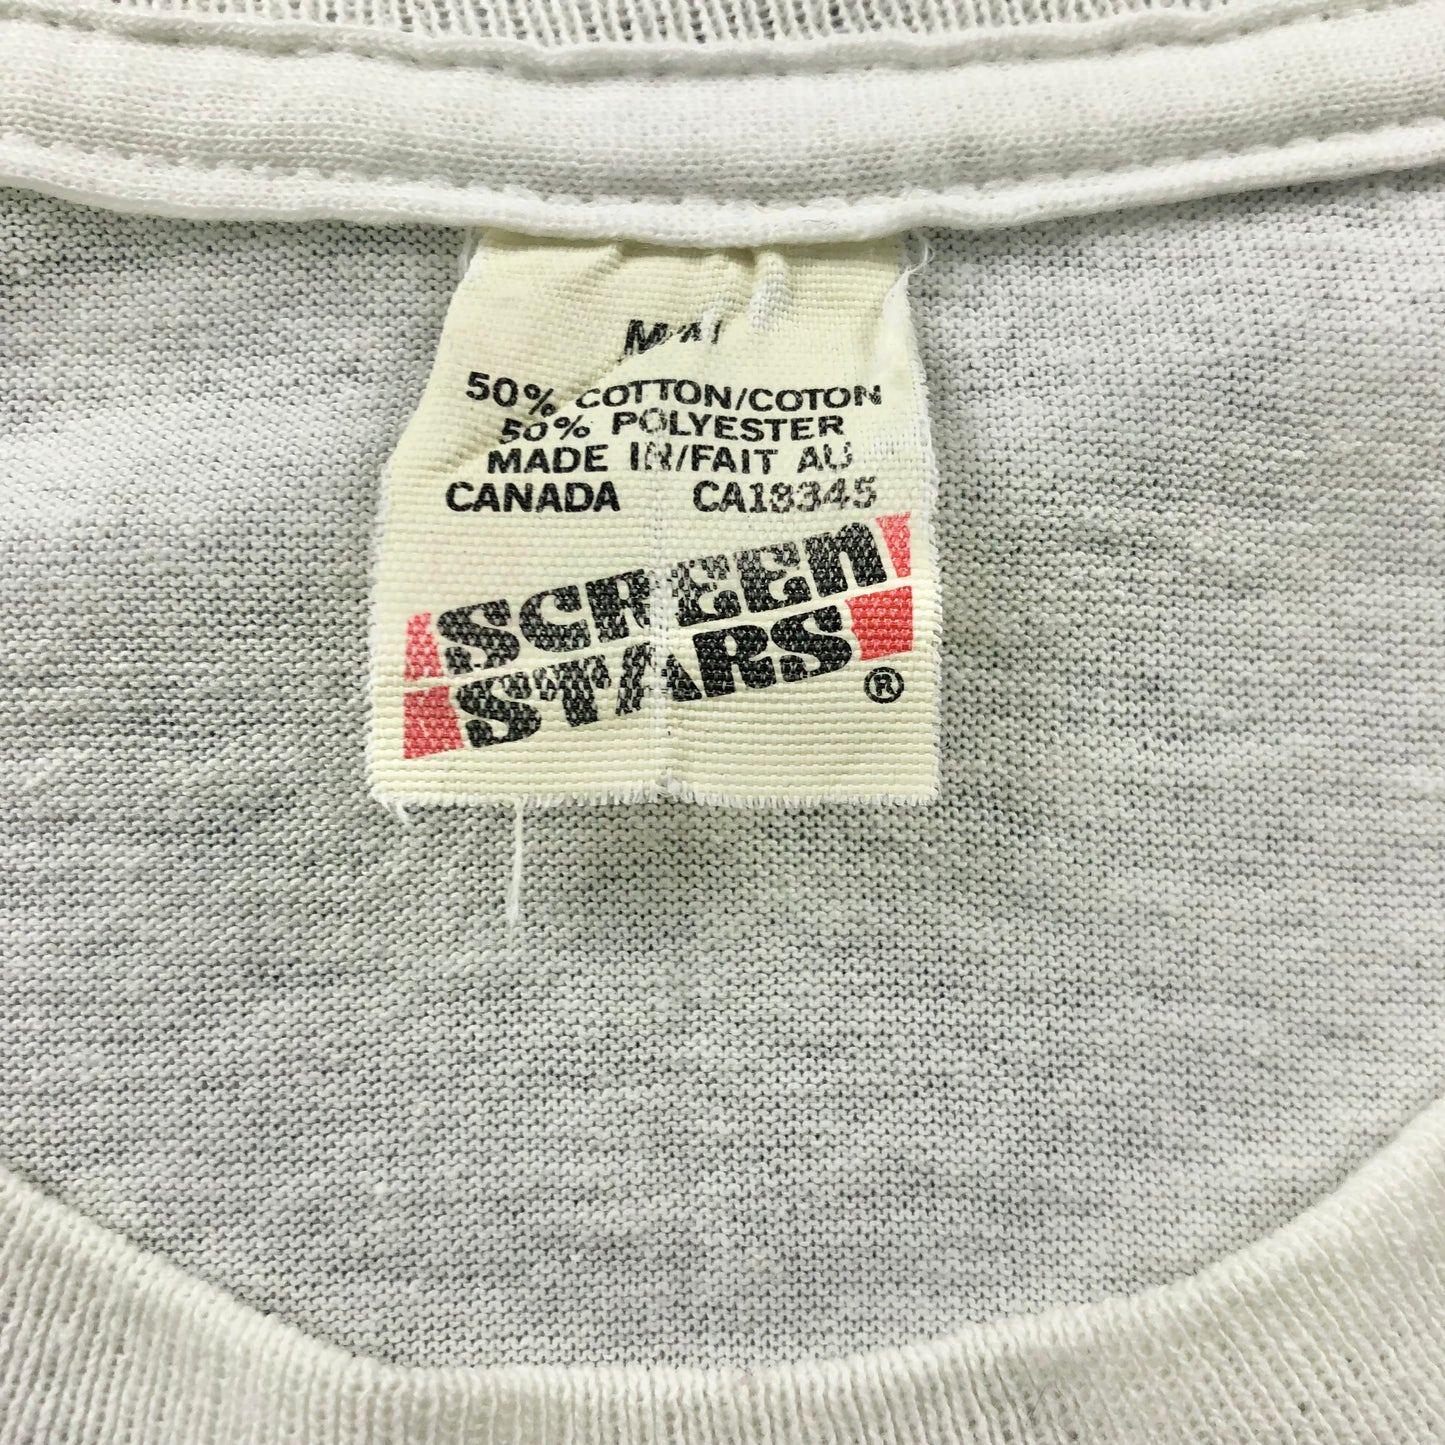 50% COTTON/COTON
50% POLYESTER
MADE IN/FAIT AU
CANADA CA18345
SCREEN
STARS
®